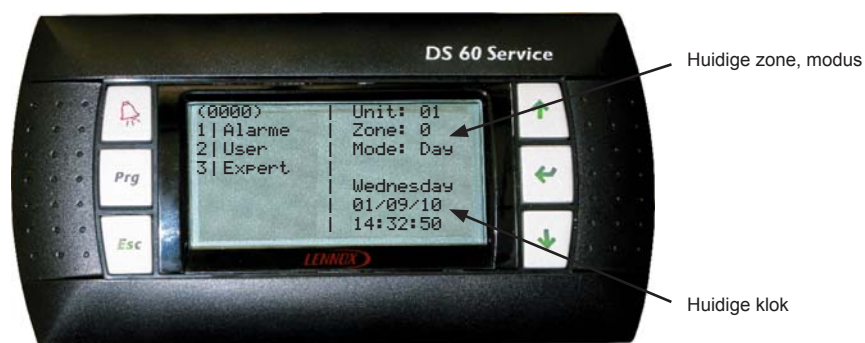 DS 60 Service
Huidige zone, modus
(0000) | Unit: 01
1|Alarme | Zone: 0
2|User | Mode: Day
3|Expert |
| Wednesday
| 01/09/10
| 14:32:50
Prg
Esc
LENNOX
Huidige klok